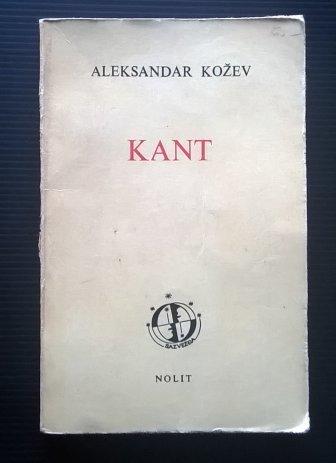 ALEKSANDAR KOŽEV
KANT
SAZVEŽĐA
NOLIT